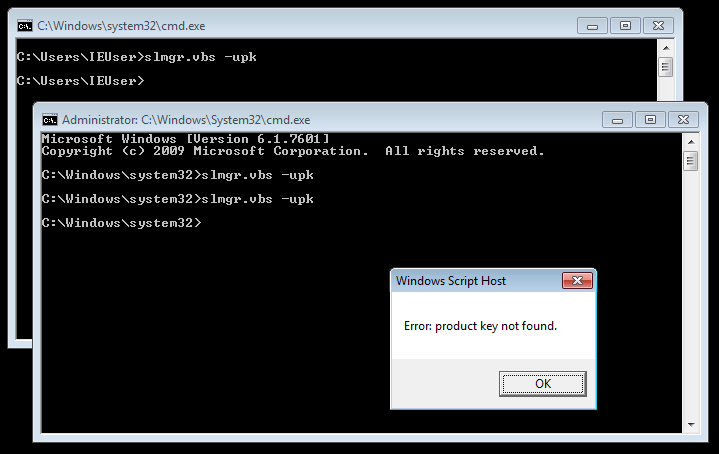 C:\Windows\system32\cmd.exe
C:\Users\IEUser>slmgr.vbs -upk
C:\Users\IEUser>
Administrator: C:\Windows\System32\cmd.exe
Microsoft Windows [Version 6.1.7601]
Copyright (c) 2009 Microsoft Corporation.  All rights reserved.
C:\Windows\system32>slmgr.vbs -upk
C:\Windows\system32>slmgr.vbs -upk
C:\Windows\system32>
Windows Script Host
Error: product key not found.
OK